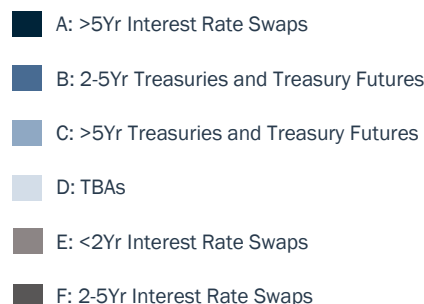 A: >5Yr Interest Rate Swaps
B: 2-5Yr Treasuries and Treasury Futures
C: >5Yr Treasuries and Treasury Futures
D: TBAs
E: <2Yr Interest Rate Swaps
F: 2-5Yr Interest Rate Swaps